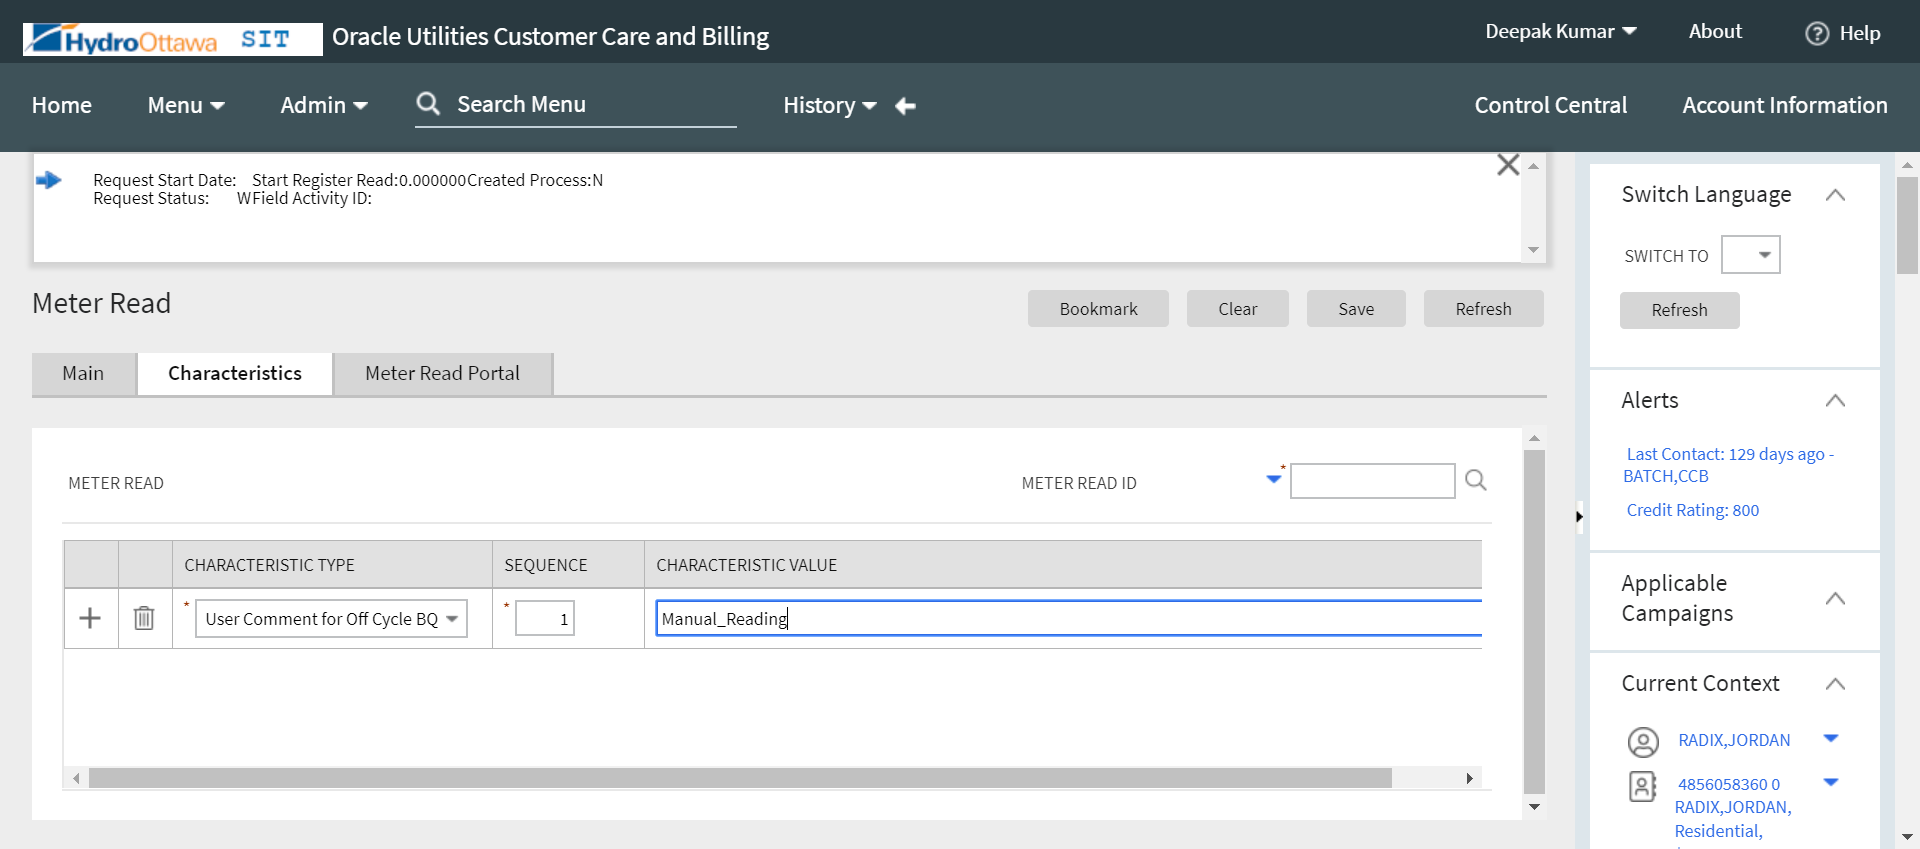 HydroOttawa SIT Oracle Utilities Customer Care and Billing Deepak Kumar About ? Help
Home Menu Admin Search Menu History Control Central Account Information
Request Start Date: Start Register Read:0.000000Created Process:N
Request Status: WField Activity ID:
Meter Read
Bookmark Clear Save Refresh
Main Characteristics Meter Read Portal
METER READ METER READ ID *
CHARACTERISTIC TYPE SEQUENCE CHARACTERISTIC VALUE
* User Comment for Off Cycle BQ * 1 Manual_Reading
Switch Language
SWITCH TO
Refresh
Alerts
Last Contact: 129 days ago -
BATCH,CCB
Credit Rating: 800
Applicable
Campaigns
Current Context
RADIX,JORDAN
4856058360 0
RADIX,JORDAN,
Residential,